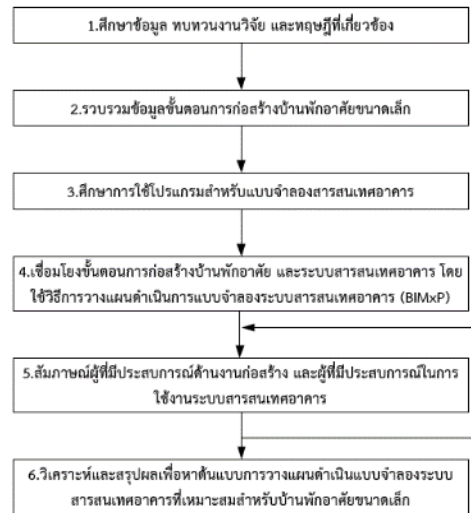 1.ศึกษาข้อมูล ทบทวนงานวิจัย และทฤษฎีที่เกี่ยวข้อง
2.รวบรวมข้อมูลขั้นตอนการก่อสร้างบ้านพักอาศัยขนาดเล็ก
3.ศึกษาการใช้โปรแกรมสำหรับแบบจำลองสารสนเทศอาคาร
4.เชื่อมโยงขั้นตอนการก่อสร้างบ้านพักอาศัย และระบบสารสนเทศอาคาร โดย
ใช้วิธีการวางแผนดำเนินการแบบจำลองระบบสารสนเทศอาคาร (BIMxP)
5.สัมภาษณ์ผู้ที่มีประสบการณ์ด้านงานก่อสร้าง และผู้ที่มีประสบการณ์ในการ
ใช้งานระบบสารสนเทศอาคาร
6.วิเคราะห์และสรุปผลเพื่อหาต้นแบบการวางแผนดำเนินแบบจำลองระบบ
สารสนเทศอาคารที่เหมาะสมสำหรับบ้านพักอาศัยขนาดเล็ก